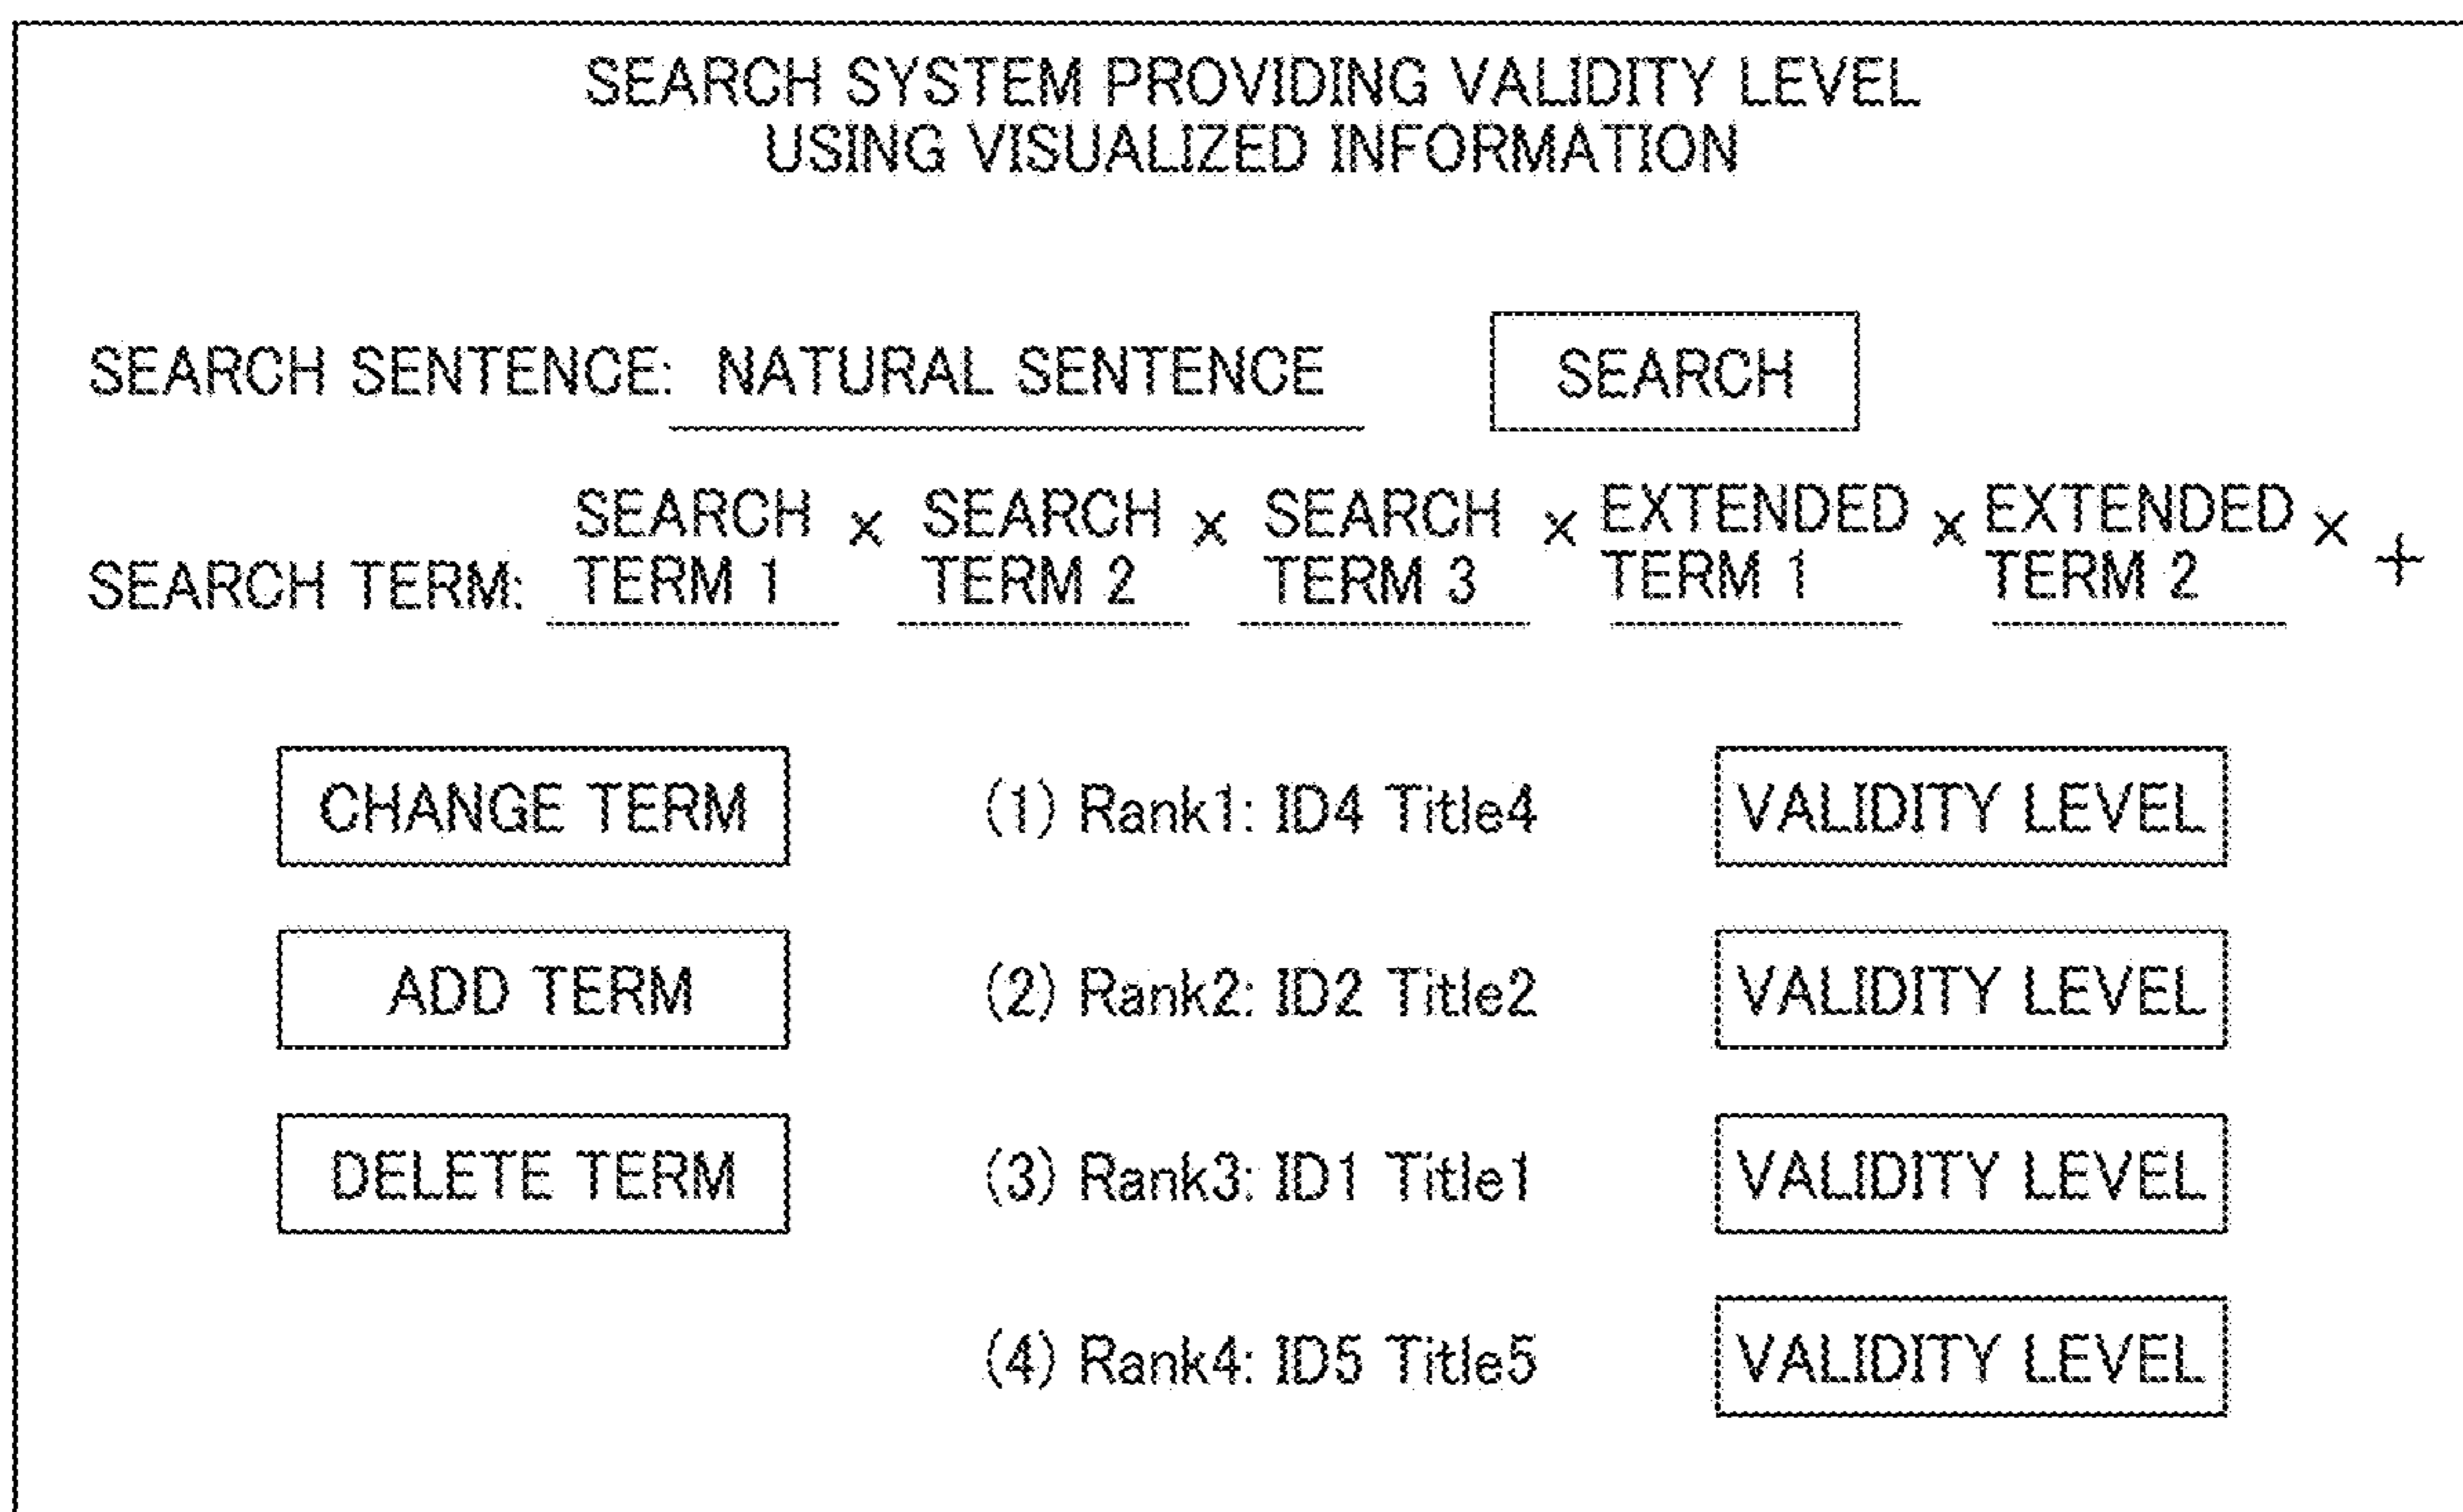 SEARCH SYSTEM PROVIDING VALIDITY LEVEL
USING VISUALIZED INFORMATION
SEARCH SENTENCE: NATURAL SENTENCE SEARCH
SEARCH × SEARCH × SEARCH × EXTENDED × EXTENDED × +
SEARCH TERM: TERM 1 TERM 2 TERM 3 TERM 1 TERM 2
CHANGE TERM (1) Rank1: ID4 Title4 VALIDITY LEVEL
ADD TERM (2) Rank2: ID2 Title2 VALIDITY LEVEL
DELETE TERM (3) Rank3: ID1 Title1 VALIDITY LEVEL
(4) Rank4: ID5 Title5 VALIDITY LEVEL